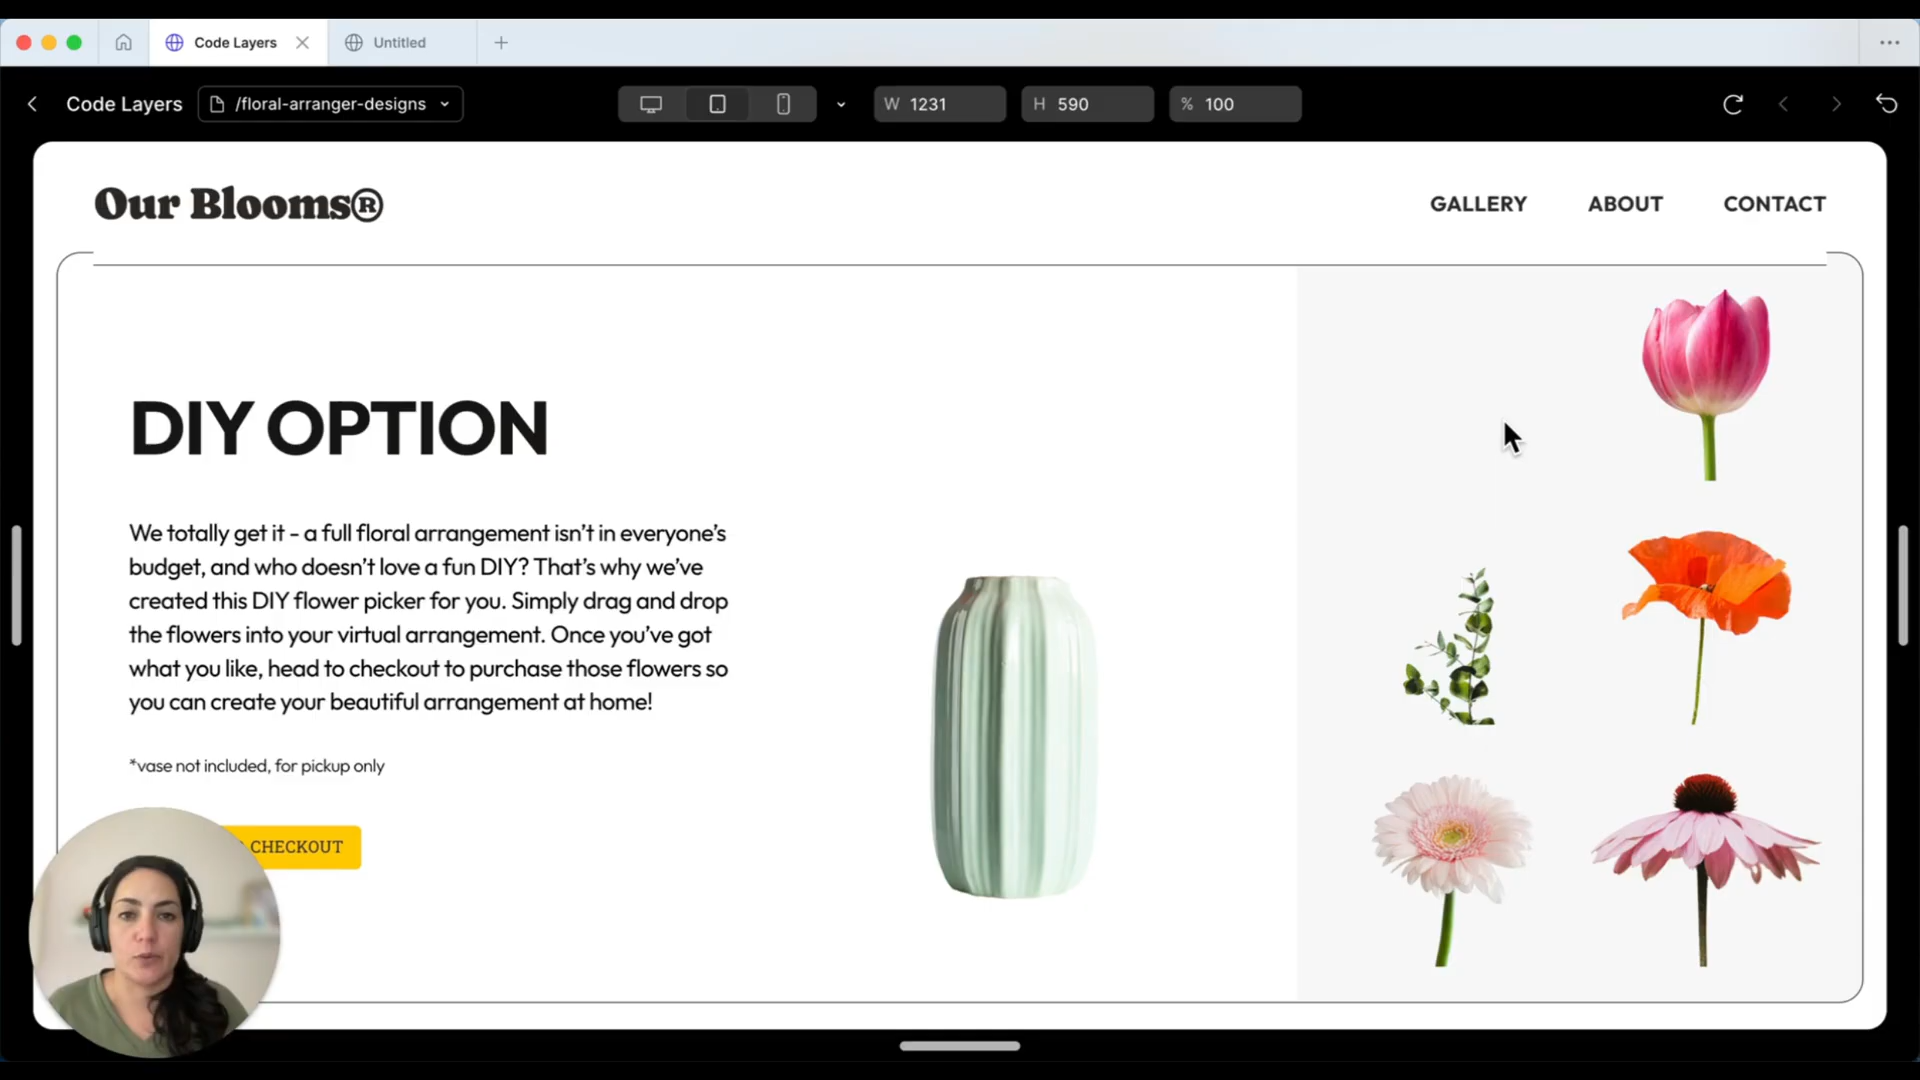 Code Layers
Untitled
Code Layers
/floral-arranger-designs
W 1231
H 590
% 100
Our Blooms®
GALLERY
ABOUT
CONTACT
DIY OPTION
We totally get it - a full floral arrangement isn't in everyone's
budget, and who doesn't love a fun DIY? That's why we've
created this DIY flower picker for you. Simply drag and drop
the flowers into your virtual arrangement. Once you've got
what you like, head to checkout to purchase those flowers so
you can create your beautiful arrangement at home!
*vase not included, for pickup only
CHECKOUT